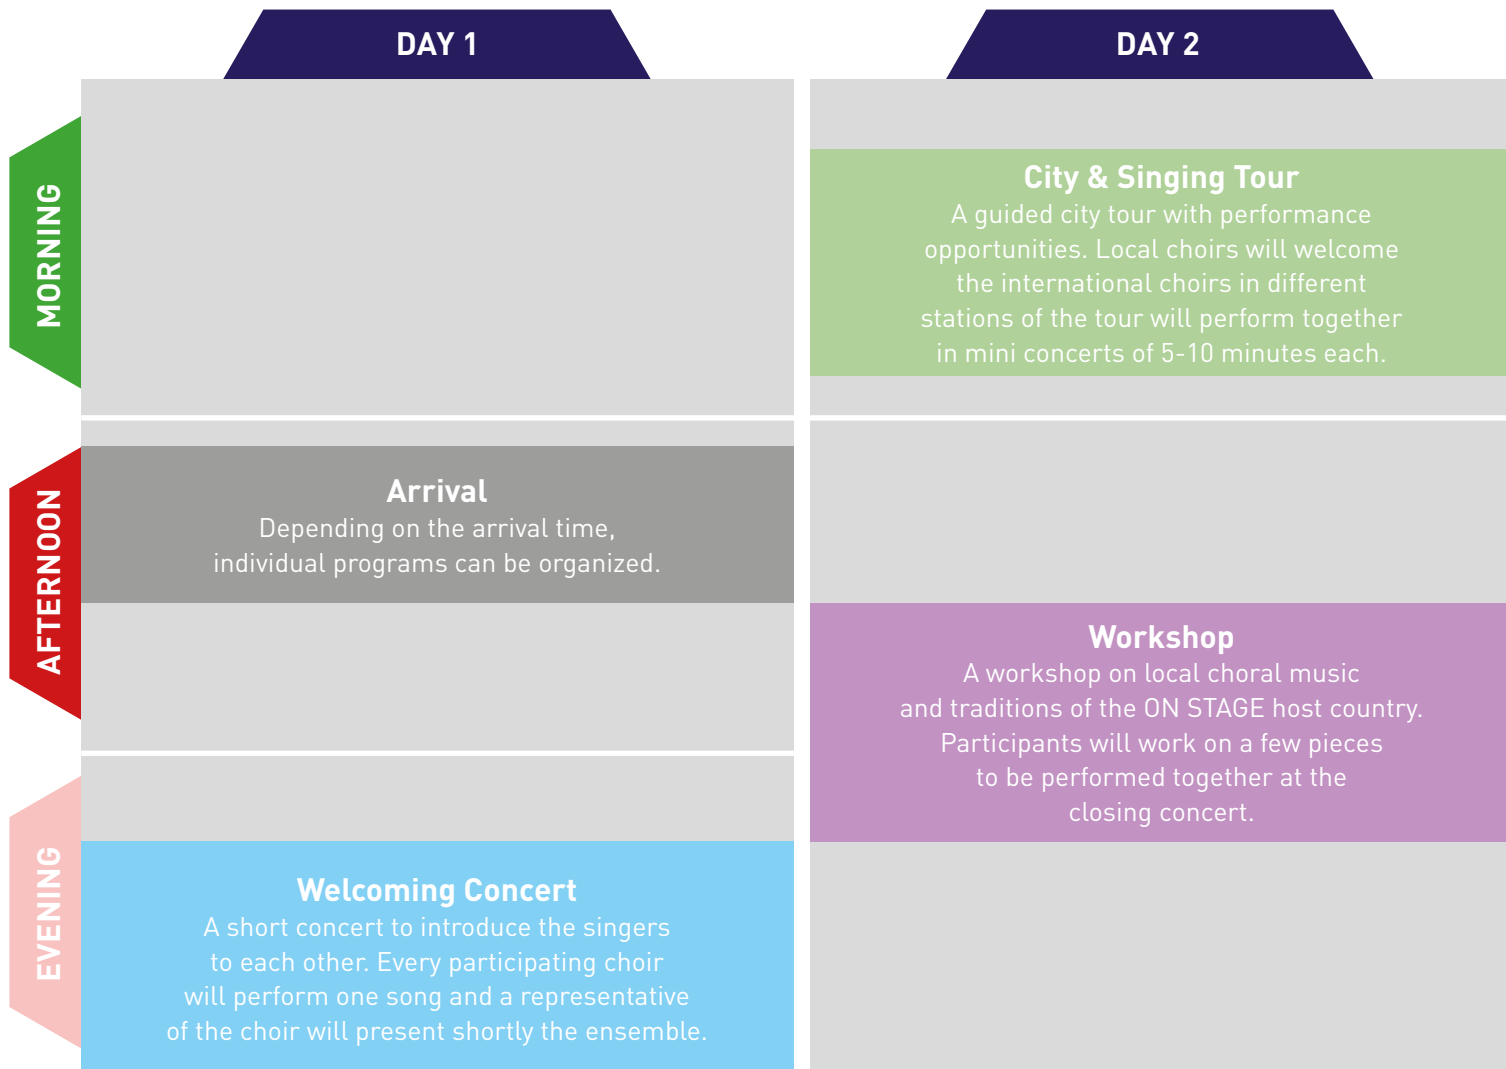 DAY 1
DAY 2
MORNING
City & Singing Tour
A guided city tour with performance
opportunities. Local choirs will welcome
the international choirs in different
stations of the tour will perform together
in mini concerts of 5-10 minutes each.
AFTERNOON
Arrival
Depending on the arrival time,
individual programs can be organized.
Workshop
A workshop on local choral music
and traditions of the ON STAGE host country.
Participants will work on a few pieces
to be performed together at the
closing concert.
EVENING
Welcoming Concert
A short concert to introduce the singers
to each other. Every participating choir
will perform one song and a representative
of the choir will present shortly the ensemble.